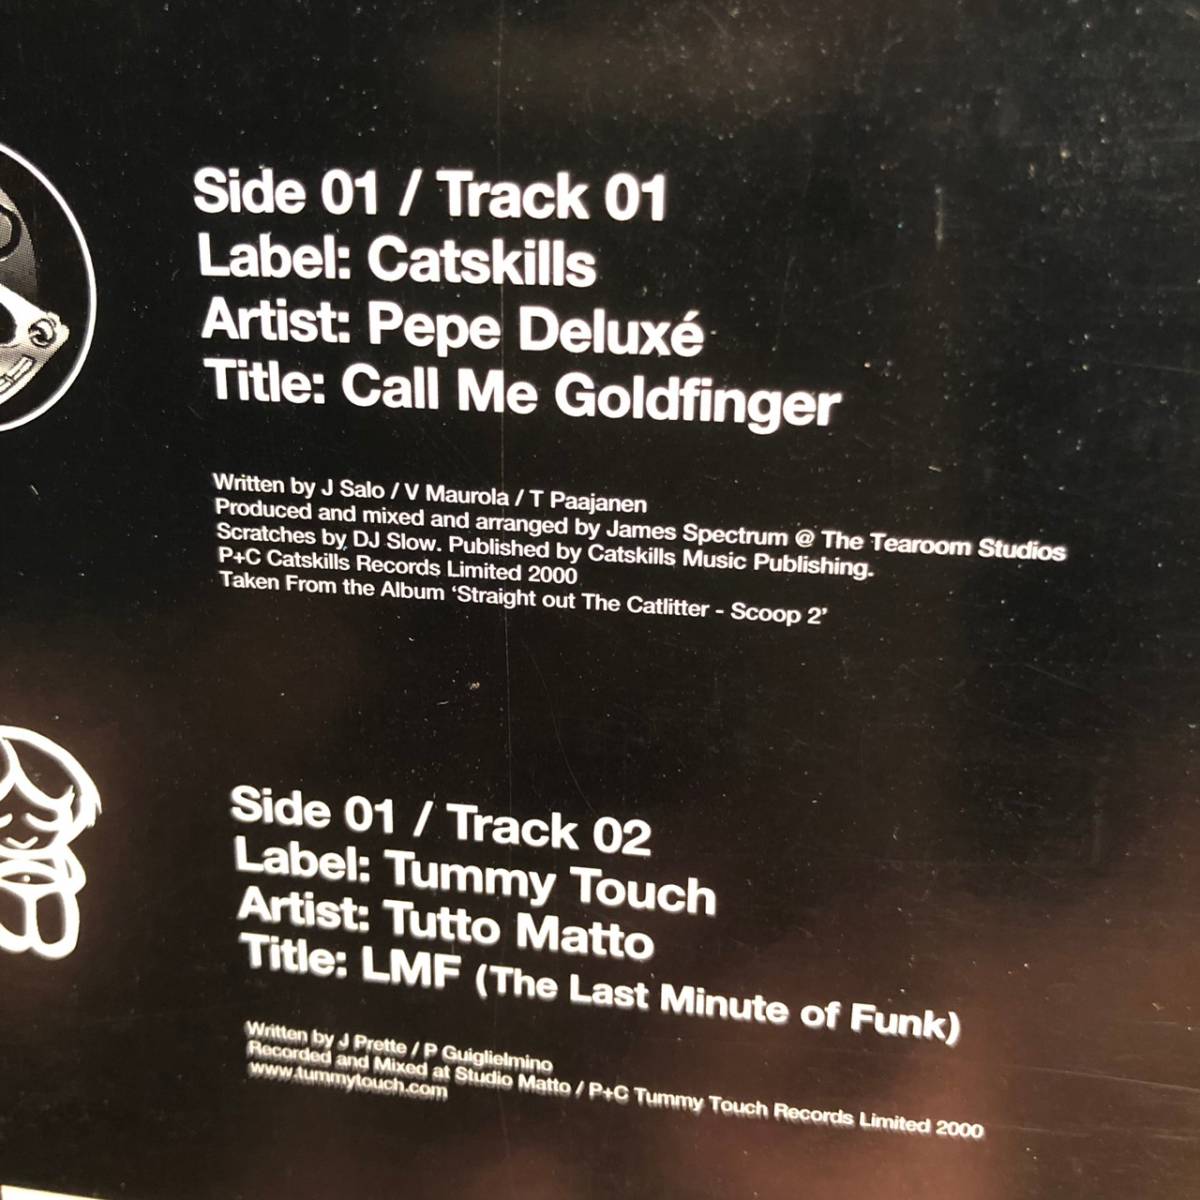 Side 01 / Track 01
Label: Catskills
Artist: Pepe Deluxé
Title: Call Me Goldfinger
Written by J Salo / V Maurola / T Paajanen
Produced and mixed and arranged by James Spectrum @ The Tearoom Studios
Scratches by DJ Slow. Published by Catskills Music Publishing.
P+C Catskills Records Limited 2000
Taken From the Album ‘Straight out The Catlitter - Scoop 2’
Side 01 / Track 02
Label: Tummy Touch
Artist: Tutto Matto
Title: LMF (The Last Minute of Funk)
Written by J Prette / P Guiglielmino
Recorded and Mixed at Studio Matto / P+C Tummy Touch Records Limited 2000
www.tummytouch.com